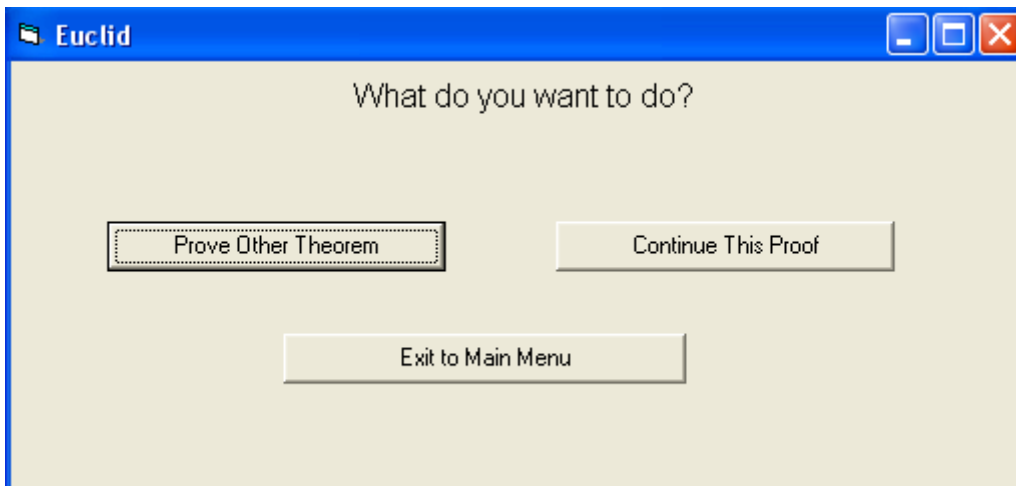 Euclid
What do you want to do?
Prove Other Theorem
Continue This Proof
Exit to Main Menu